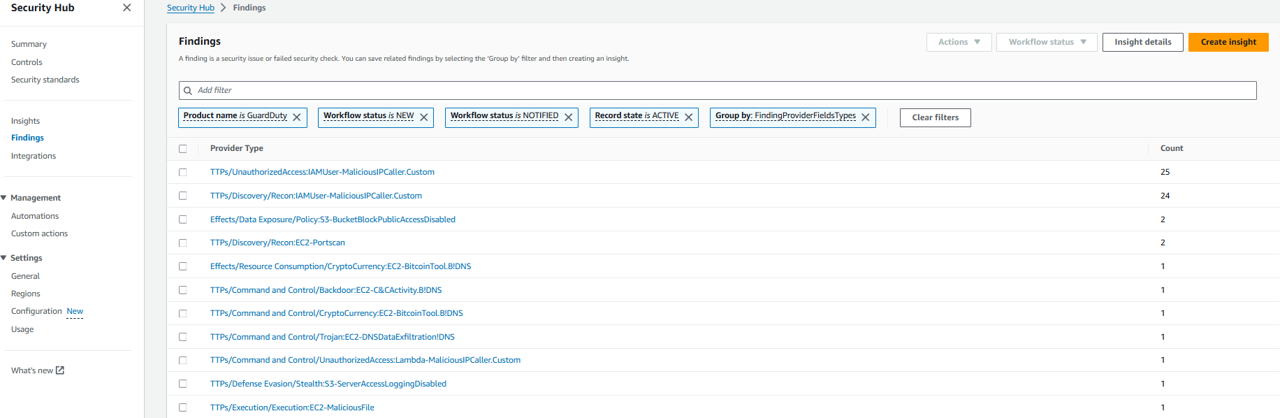 Security Hub
Summary
Controls
Security standards
Insights
Findings
Integrations
Management
Automations
Custom actions
Settings
General
Regions
Configuration New
Usage
What's new
Security Hub > Findings
Findings
Actions
Workflow status
Insight details
Create insight
A finding is a security issue or failed security check. You can save related findings by selecting the 'Group by' filter and then creating an insight.
Add filter
Product name is GuardDuty
Workflow status is NEW
Workflow status is NOTIFIED
Record state is ACTIVE
Group by: FindingProviderFieldsTypes
Clear filters
Provider Type Count
TTPs/UnauthorizedAccess:IAMUser-MaliciousIPCaller.Custom 25
TTPs/Discovery/Recon:IAMUser-MaliciousIPCaller.Custom 24
Effects/Data Exposure/Policy:S3-BucketBlockPublicAccessDisabled 2
TTPs/Discovery/Recon:EC2-Portscan 2
Effects/Resource Consumption/CryptoCurrency:EC2-BitcoinTool.B!DNS 1
TTPs/Command and Control/Backdoor:EC2-C&CActivity.B!DNS 1
TTPs/Command and Control/CryptoCurrency:EC2-BitcoinTool.B!DNS 1
TTPs/Command and Control/Trojan:EC2-DNSDataExfiltration!DNS 1
TTPs/Command and Control/UnauthorizedAccess:Lambda-MaliciousIPCaller.Custom 1
TTPs/Defense Evasion/Stealth:S3-ServerAccessLoggingDisabled 1
TTPs/Execution/Execution:EC2-MaliciousFile 1